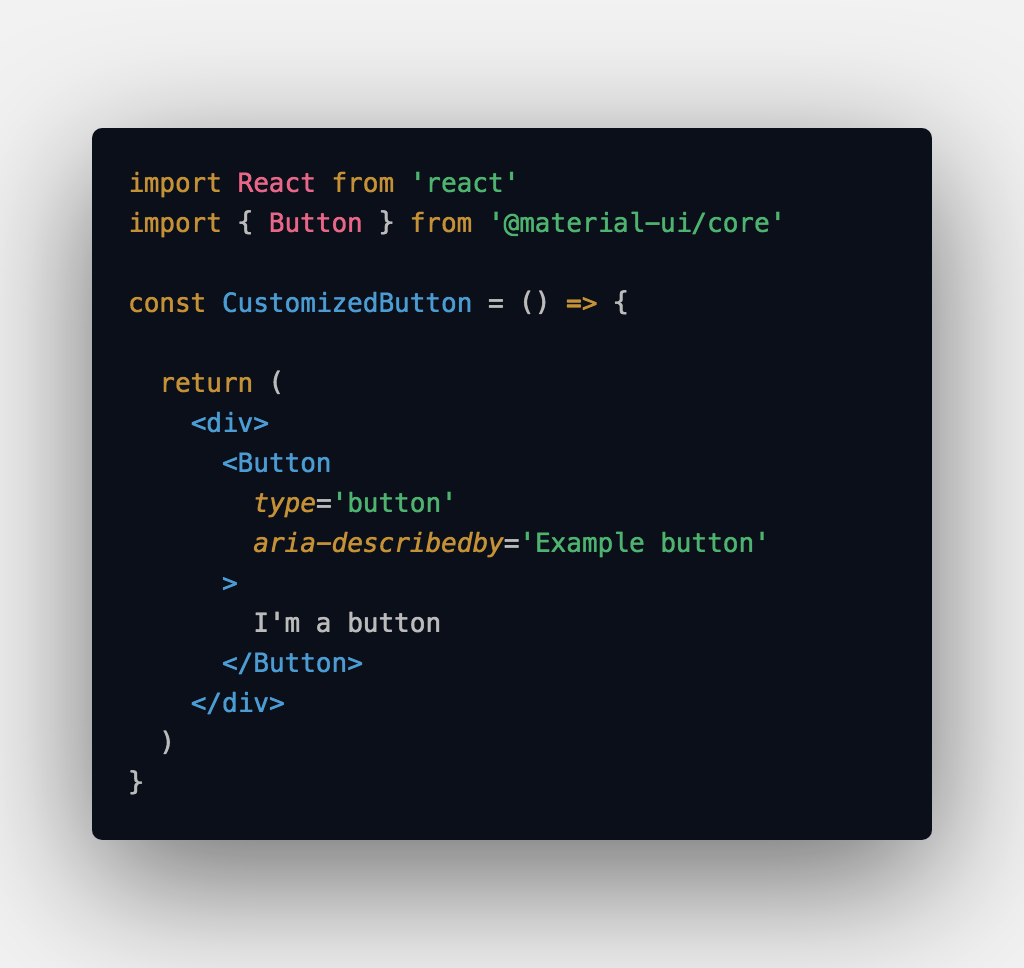 import React from 'react'
import { Button } from '@material-ui/core'

const CustomizedButton = () => {

  return (
    <div>
      <Button
        type='button'
        aria-describedby='Example button'
      >
        I'm a button
      </Button>
    </div>
  )
}